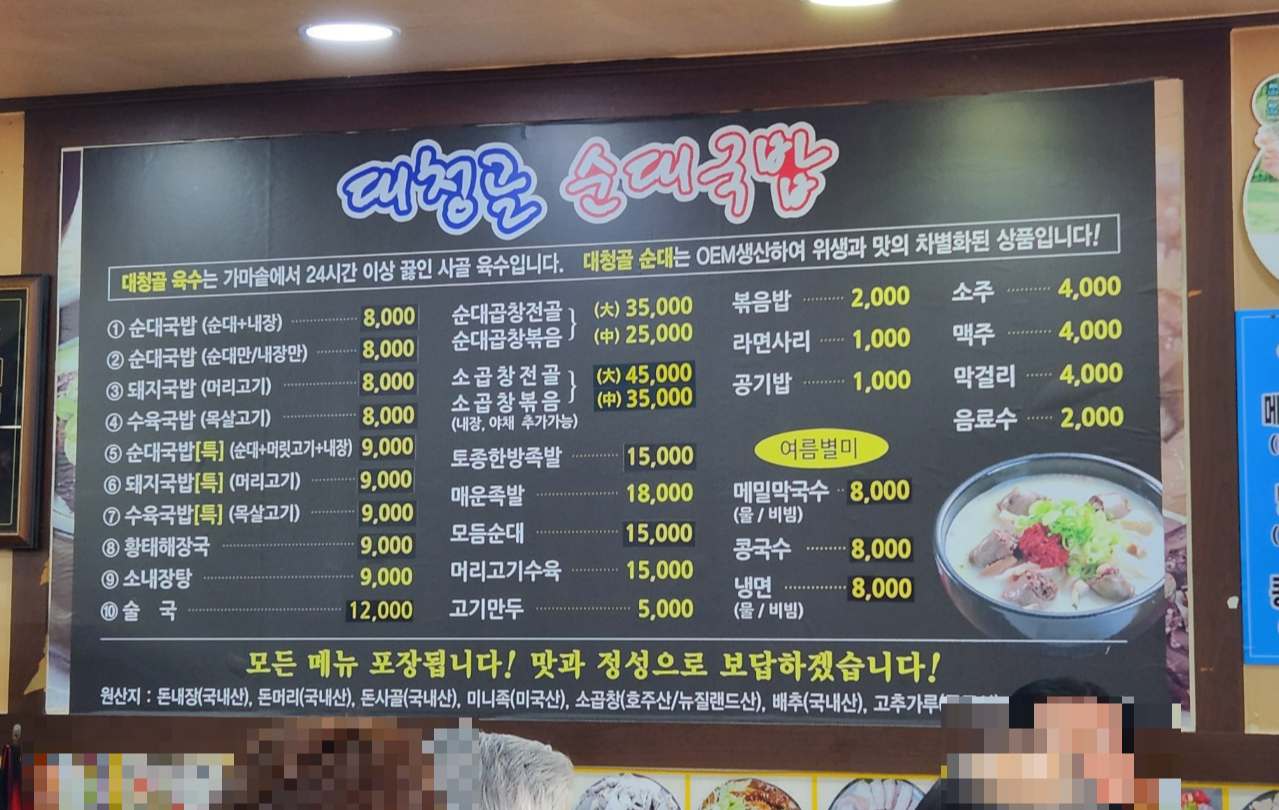 대청골 순대국밥
대청골 육수는 가마솥에서 24시간 이상 끓인 사골 육수입니다. 대청골 순대는 OEM생산하여 위생과 맛의 차별화된 상품입니다!
① 순대국밥 (순대+내장) 8,000
② 순대국밥 (순대만/내장만) 8,000
③ 돼지국밥 (머리고기) 8,000
④ 수육국밥 (목살고기) 8,000
⑤ 순대국밥[특] (순대+머릿고기+내장) 9,000
⑥ 돼지국밥[특] (머리고기) 9,000
⑦ 수육국밥[특] (목살고기) 9,000
⑧ 황태해장국 9,000
⑨ 소내장탕 9,000
⑩ 술 국 12,000
순대곱창전골 (大) 35,000
순대곱창볶음 (中) 25,000
소곱창전골 (大) 45,000
소곱창볶음 (中) 35,000
(내장, 야채 추가가능)
토종한방족발 15,000
매운족발 18,000
모듬순대 15,000
머리고기수육 15,000
고기만두 5,000
볶음밥 2,000
라면사리 1,000
공기밥 1,000
여름별미
메밀막국수 8,000
(물 / 비빔)
콩국수 8,000
냉면 8,000
(물 / 비빔)
소주 4,000
맥주 4,000
막걸리 4,000
음료수 2,000
모든 메뉴 포장됩니다! 맛과 정성으로 보답하겠습니다!
원산지 : 돈내장(국내산), 돈머리(국내산), 돈사골(국내산), 미니족(미국산), 소곱창(호주산/뉴질랜드산), 배추(국내산), 고추가루